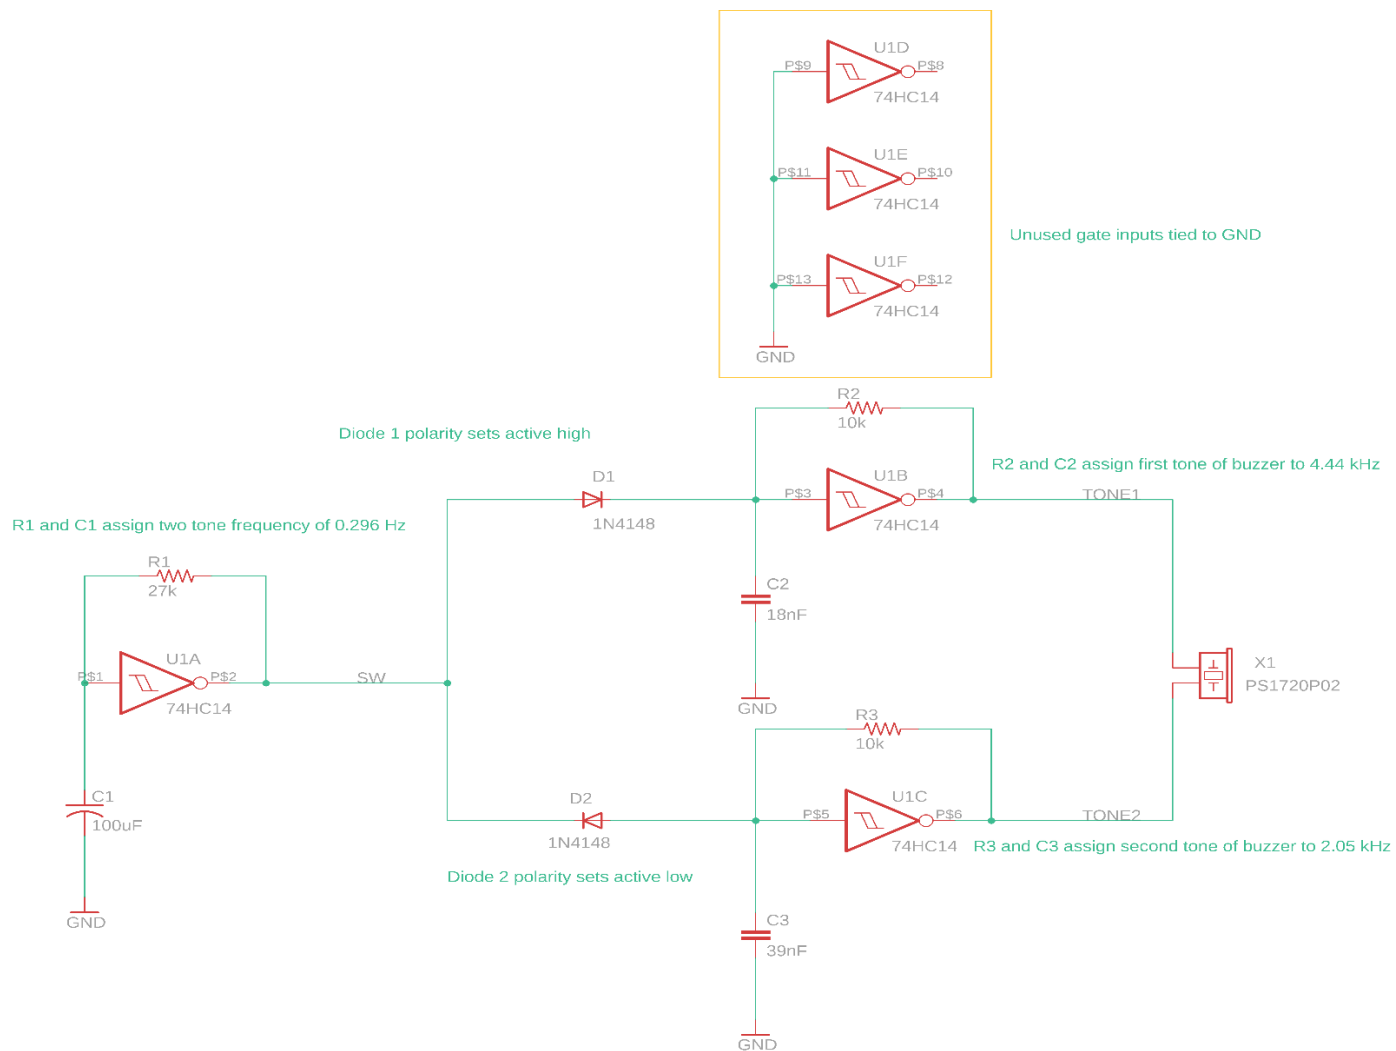 U1D
P$9
P$8
74HC14
U1E
P$11
P$10
74HC14
Unused gate inputs tied to GND
U1F
P$13
P$12
74HC14
GND
R2
10k
Diode 1 polarity sets active high
R2 and C2 assign first tone of buzzer to 4.44 kHz
D1
1N4148
U1B
P$3
P$4
74HC14
TONE1
R1 and C1 assign two tone frequency of 0.296 Hz
R1
27k
C2
18nF
U1A
P$1
P$2
74HC14
SW
GND
X1
PS1720P02
R3
10k
C1
100uF
D2
1N4148
U1C
P$5
P$6
74HC14
TONE2
R3 and C3 assign second tone of buzzer to 2.05 kHz
Diode 2 polarity sets active low
GND
C3
39nF
GND